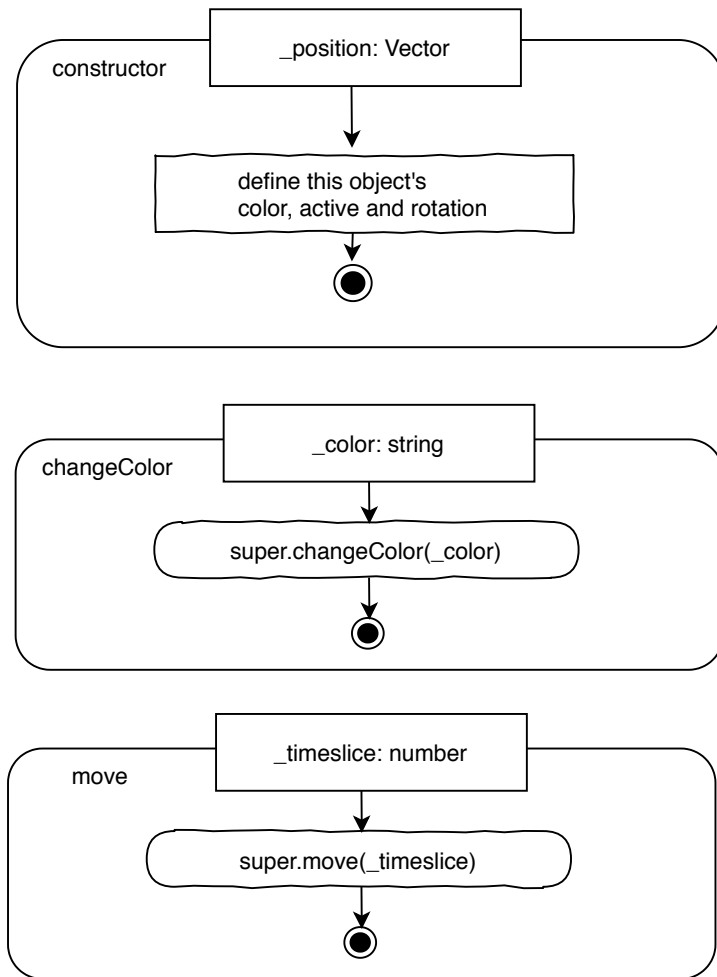 _position: Vector
constructor
define this object's
color, active and rotation
_color: string
changeColor
super.changeColor(_color)
_timeslice: number
move
super.move(_timeslice)